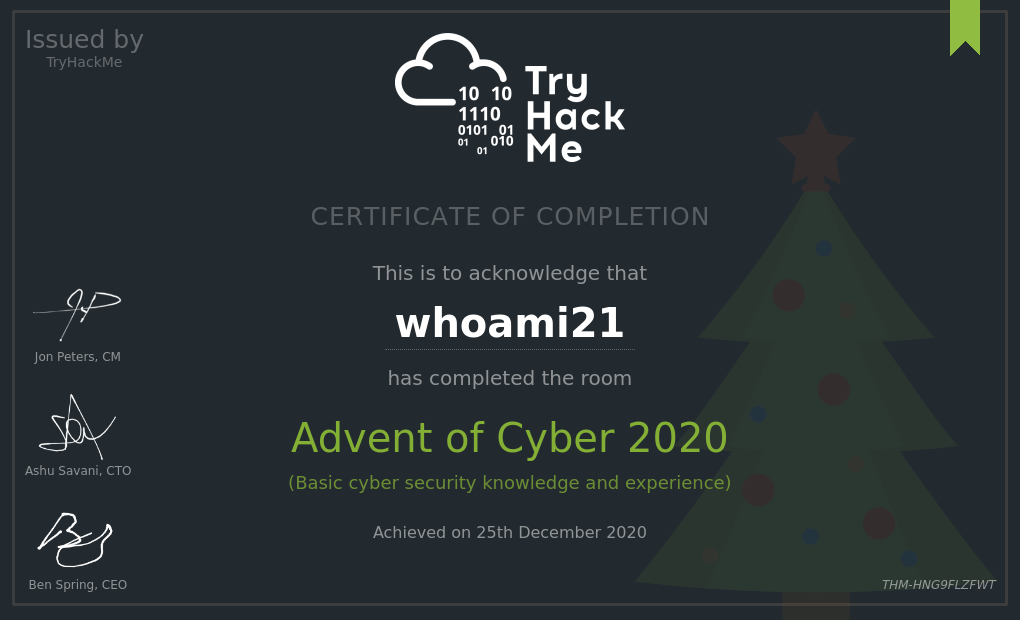 Issued by
TryHackMe
10 10
1110
0101 01
01 010
01
Try
Hack
Me
CERTIFICATE OF COMPLETION
This is to acknowledge that
whoami21
has completed the room
Advent of Cyber 2020
(Basic cyber security knowledge and experience)
Achieved on 25th December 2020
Jon Peters, CM
Ashu Savani, CTO
Ben Spring, CEO
THM-HNG9FLZFWT